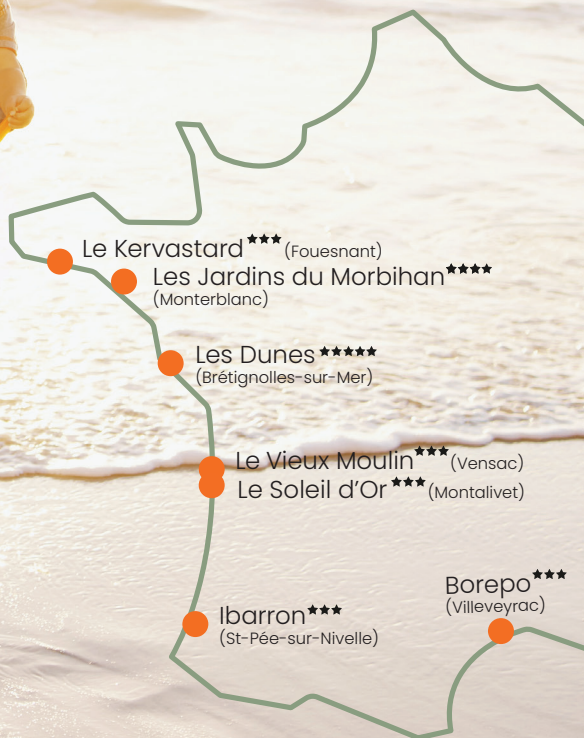 Le Kervastard★★★ (Fouesnant)
Les Jardins du Morbihan★★★★
(Monterblanc)
Les Dunes★★★★★
(Brétignolles-sur-Mer)
Le Vieux Moulin★★★ (Vensac)
Le Soleil d’Or★★★ (Montalivet)
Borepo★★★
(Villeveyrac)
Ibarron★★★
(St-Pée-sur-Nivelle)